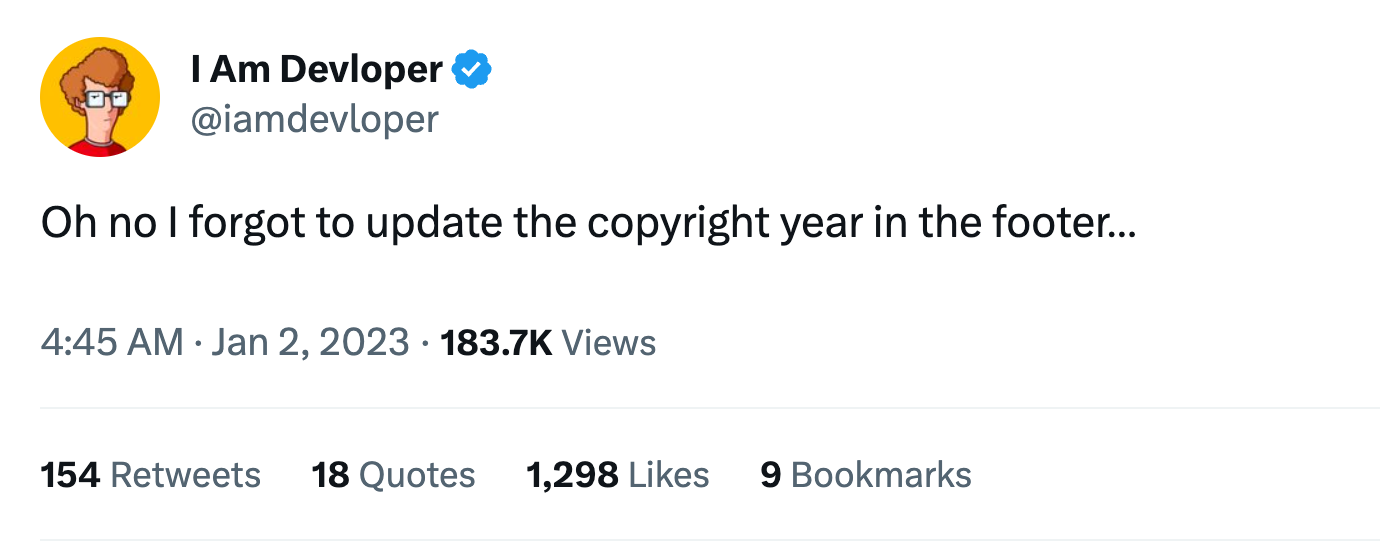 I Am Devloper
@iamdevloper
Oh no I forgot to update the copyright year in the footer...
4:45 AM · Jan 2, 2023 · 183.7K Views
154 Retweets 18 Quotes 1,298 Likes 9 Bookmarks